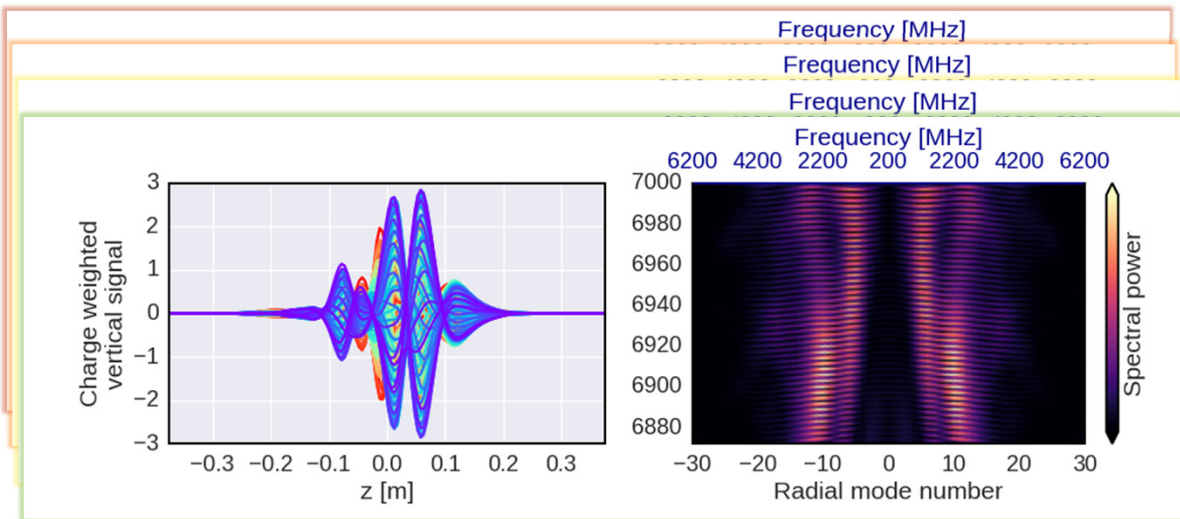 Frequency [MHz]
Frequency [MHz]
Frequency [MHz]
Frequency [MHz]
6200 4200 2200 200 2200 4200 6200
3
2
1
0
−1
−2
−3
Charge weighted
vertical signal
−0.3 −0.2 −0.1 0.0 0.1 0.2 0.3
z [m]
7000
6980
6960
6940
6920
6900
6880
−30 −20 −10 0 10 20 30
Radial mode number
Spectral power